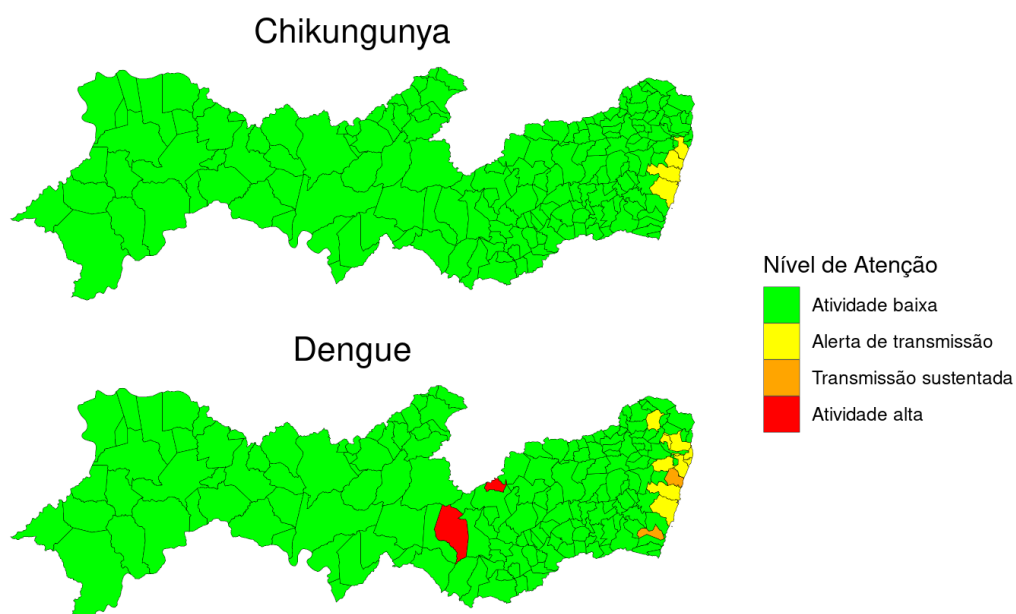 Chikungunya
Dengue
Nível de Atenção
Atividade baixa
Alerta de transmissão
Transmissão sustentada
Atividade alta